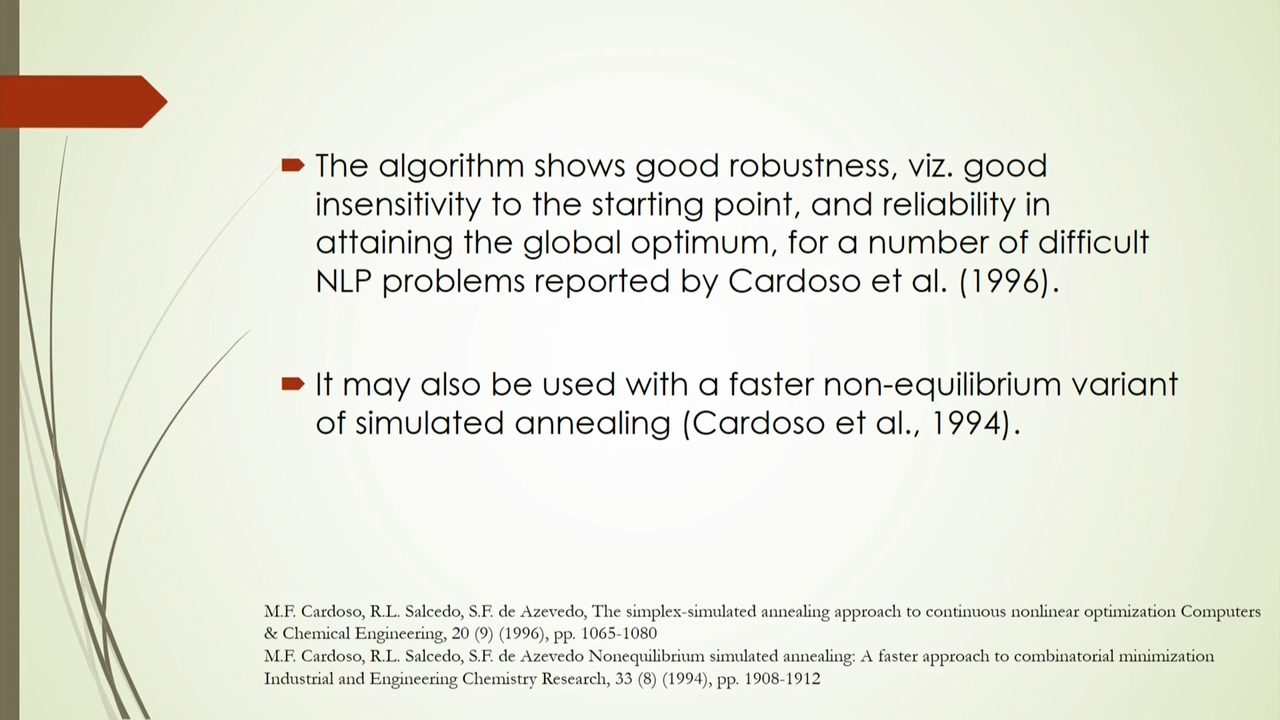 The algorithm shows good robustness, viz. good
insensitivity to the starting point, and reliability in
attaining the global optimum, for a number of difficult
NLP problems reported by Cardoso et al. (1996).
It may also be used with a faster non-equilibrium variant
of simulated annealing (Cardoso et al., 1994).
M.F. Cardoso, R.L. Salcedo, S.F. de Azevedo, The simplex-simulated annealing approach to continuous nonlinear optimization Computers
& Chemical Engineering, 20 (9) (1996), pp. 1065-1080
M.F. Cardoso, R.L. Salcedo, S.F. de Azevedo Nonequilibrium simulated annealing: A faster approach to combinatorial minimization
Industrial and Engineering Chemistry Research, 33 (8) (1994), pp. 1908-1912